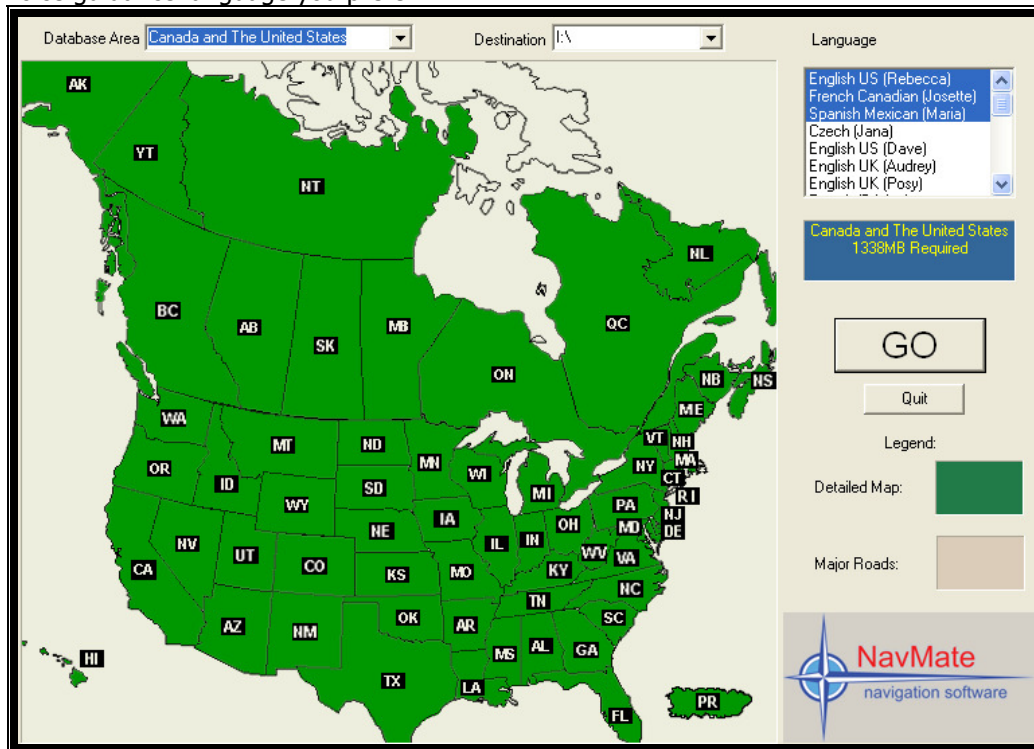 Database Area Canada and The United States Destination I:\ Language
English US (Rebecca)
French Canadian (Josette)
Spanish Mexican (Maria)
Czech (Jana)
English US (Dave)
English UK (Audrey)
English UK (Posy)
Canada and The United States
1338MB Required
GO
Quit
Legend:
Detailed Map:
Major Roads:
NavMate
navigation software
AK
YT
NT
NL
BC
AB
SK
MB
QC
ON
NB
NS
ME
WA
MT
ND
MN
VT
NH
MA
OR
ID
SD
WI
NY
CT
MI
RI
WY
PA
NJ
IA
OH
MD
DE
NE
NV
UT
IL
IN
WV
VA
CO
CA
KS
MO
KY
NC
TN
OK
AR
SC
AZ
NM
MS
AL
GA
HI
TX
LA
FL
PR